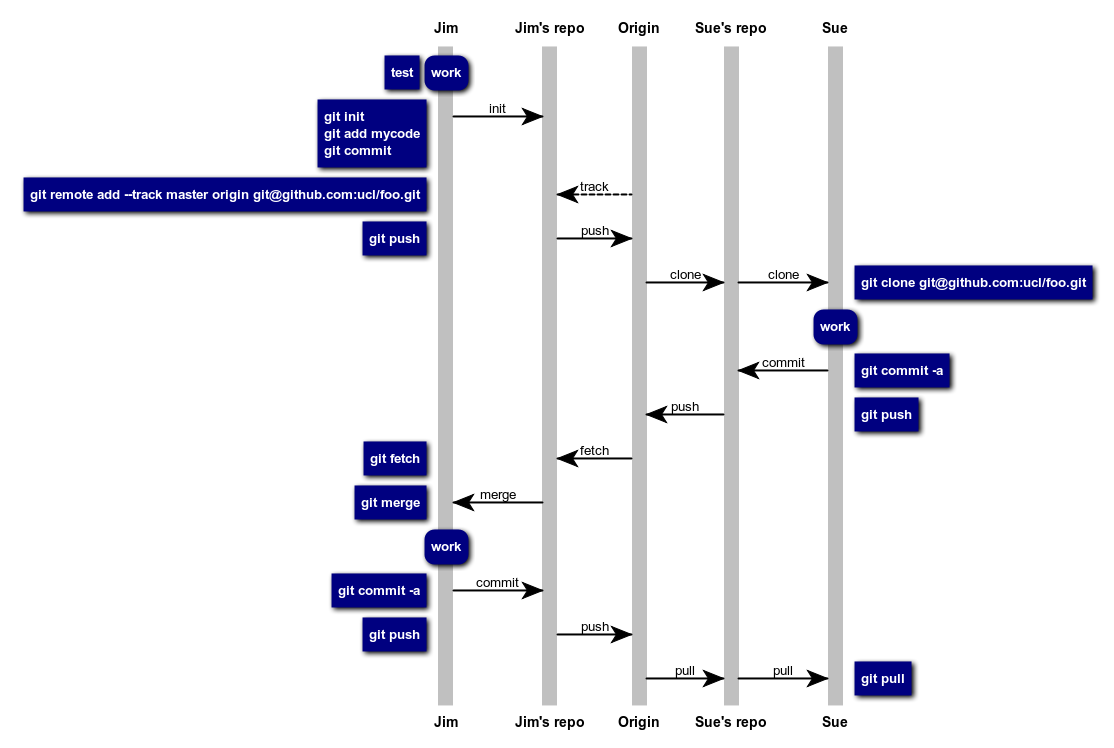 Jim Jim's repo Origin Sue's repo Sue
test work
git init
init
git add mycode
git commit
track
git remote add --track master origin git@github.com:ucl/foo.git
push
git push
clone clone
git clone git@github.com:ucl/foo.git
work
commit
git commit -a
push
git push
fetch
git fetch
merge
git merge
work
commit
git commit -a
push
git push
pull pull
git pull
Jim Jim's repo Origin Sue's repo Sue